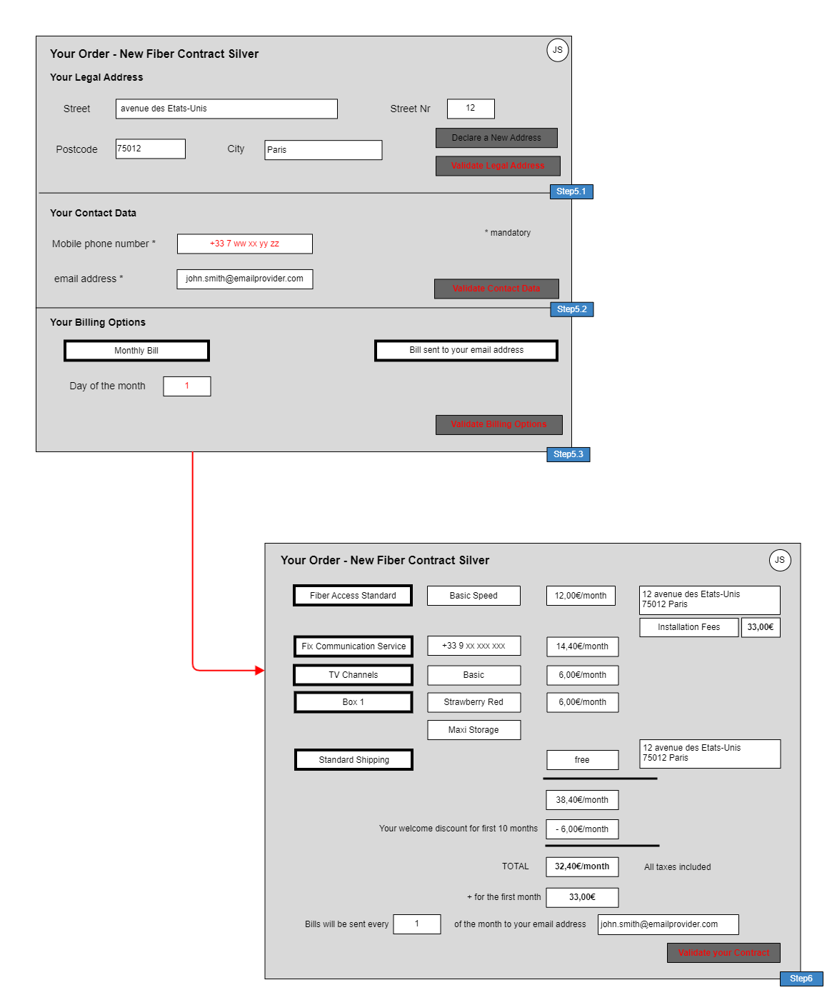 Your Order - New Fiber Contract Silver
JS
Your Legal Address
Street
avenue des Etats-Unis
Street Nr
12
Declare a New Address
Postcode
75012
City
Paris
Validate Legal Address
Step5.1
Your Contact Data
* mandatory
Mobile phone number *
+33 7 ww xx yy zz
email address *
john.smith@emailprovider.com
Validate Contact Data
Step5.2
Your Billing Options
Monthly Bill
Bill sent to your email address
Day of the month
1
Validate Billing Options
Step5.3
Your Order - New Fiber Contract Silver
JS
Fiber Access Standard
Basic Speed
12,00€/month
12 avenue des Etats-Unis
75012 Paris
Installation Fees
33,00€
Fix Communication Service
+33 9 xx xxx xxx
14,40€/month
TV Channels
Basic
6,00€/month
Box 1
Strawberry Red
6,00€/month
Maxi Storage
Standard Shipping
free
12 avenue des Etats-Unis
75012 Paris
38,40€/month
Your welcome discount for first 10 months
- 6,00€/month
TOTAL
32,40€/month
All taxes included
+ for the first month
33,00€
Bills will be sent every
1
of the month to your email address
john.smith@emailprovider.com
Validate your Contract
Step6